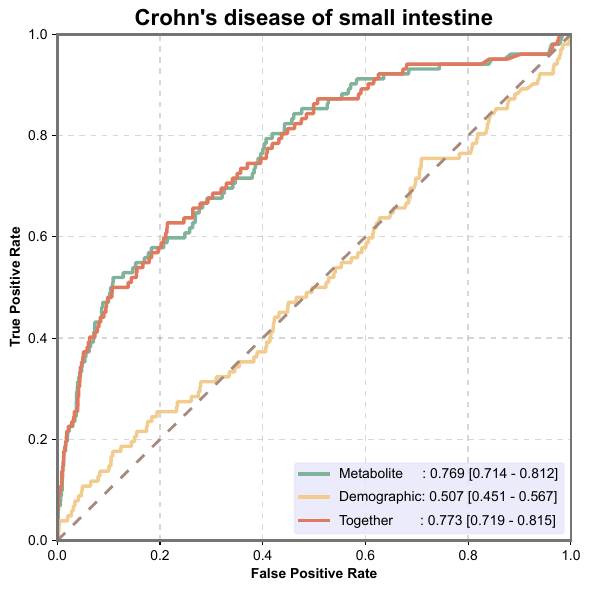 Crohn's disease of small intestine
True Positive Rate
1.0
0.8
0.6
0.4
0.2
0.0
Metabolite : 0.769 [0.714 - 0.812]
Demographic: 0.507 [0.451 - 0.567]
Together : 0.773 [0.719 - 0.815]
0.0 0.2 0.4 0.6 0.8 1.0
False Positive Rate